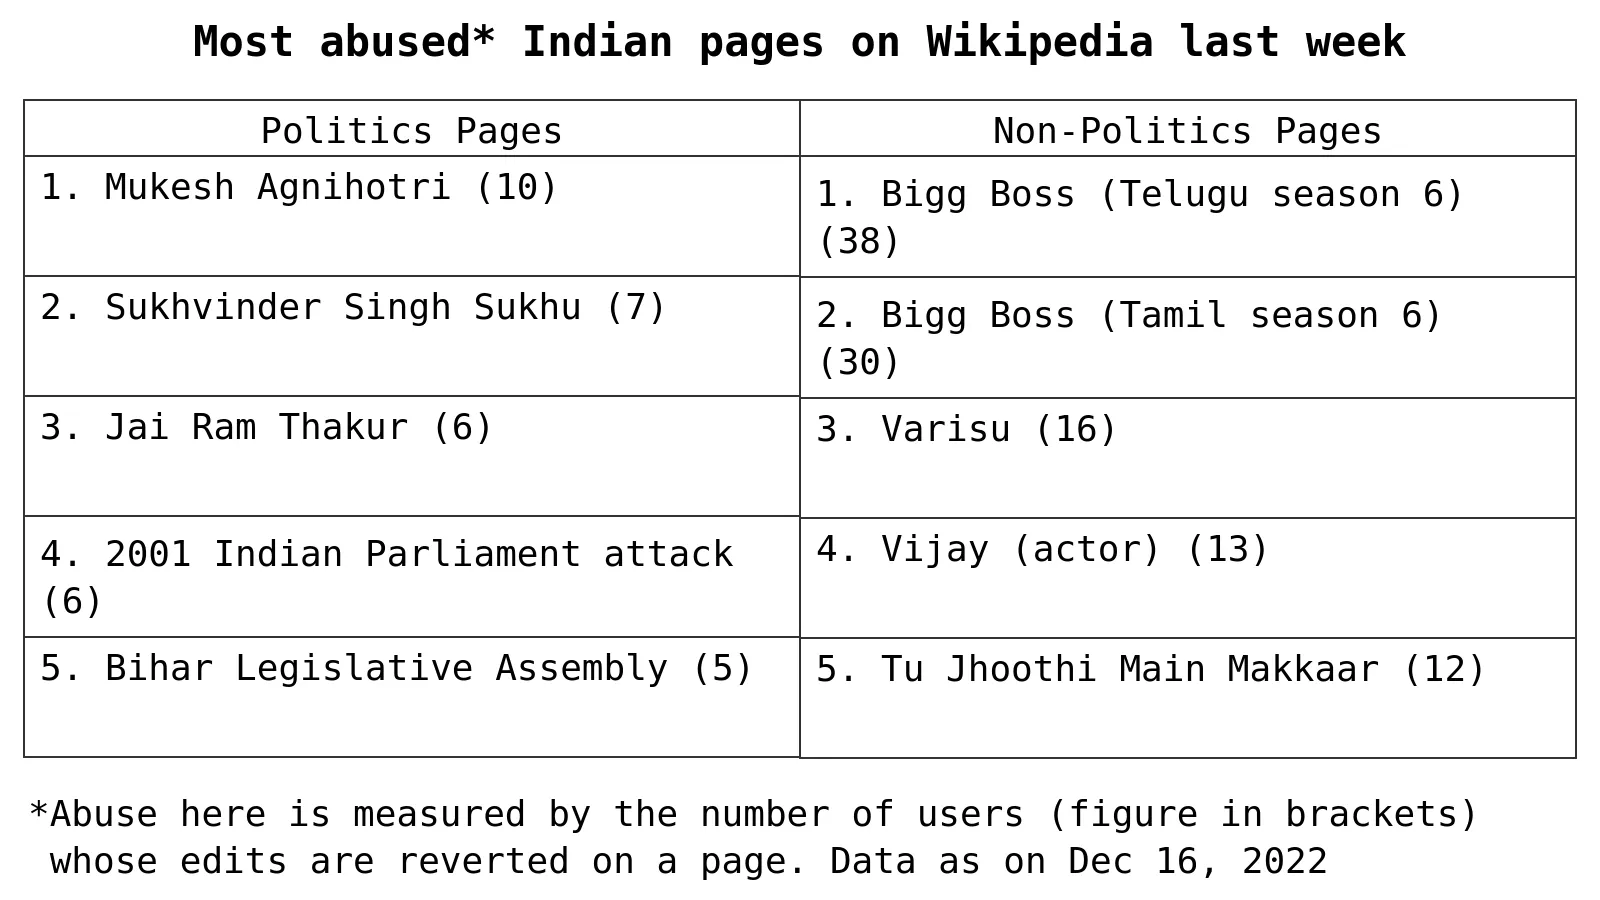 Most abused* Indian pages on Wikipedia last week
Politics Pages
1. Mukesh Agnihotri (10)
2. Sukhvinder Singh Sukhu (7)
3. Jai Ram Thakur (6)
4. 2001 Indian Parliament attack
(6)
5. Bihar Legislative Assembly (5)
Non-Politics Pages
1. Bigg Boss (Telugu season 6)
(38)
2. Bigg Boss (Tamil season 6)
(30)
3. Varisu (16)
4. Vijay (actor) (13)
5. Tu Jhoothi Main Makkaar (12)
*Abuse here is measured by the number of users (figure in brackets)
whose edits are reverted on a page. Data as on Dec 16, 2022